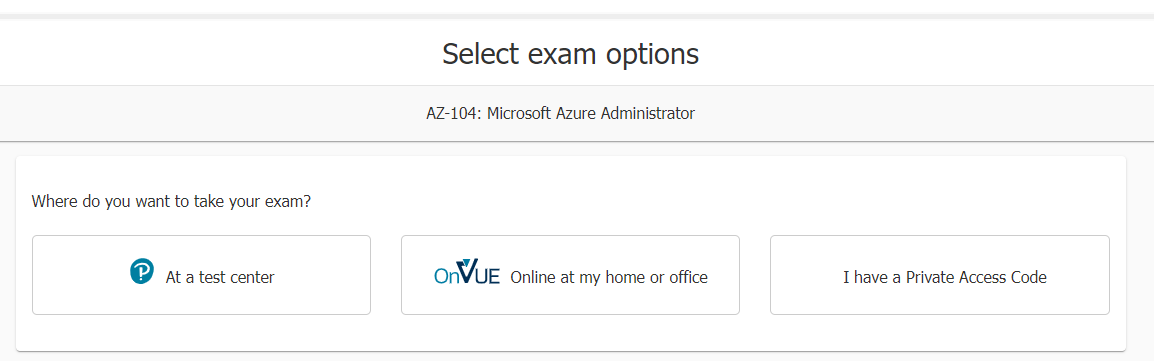 Select exam options
AZ-104: Microsoft Azure Administrator
Where do you want to take your exam?
At a test center
OnVUE Online at my home or office
I have a Private Access Code